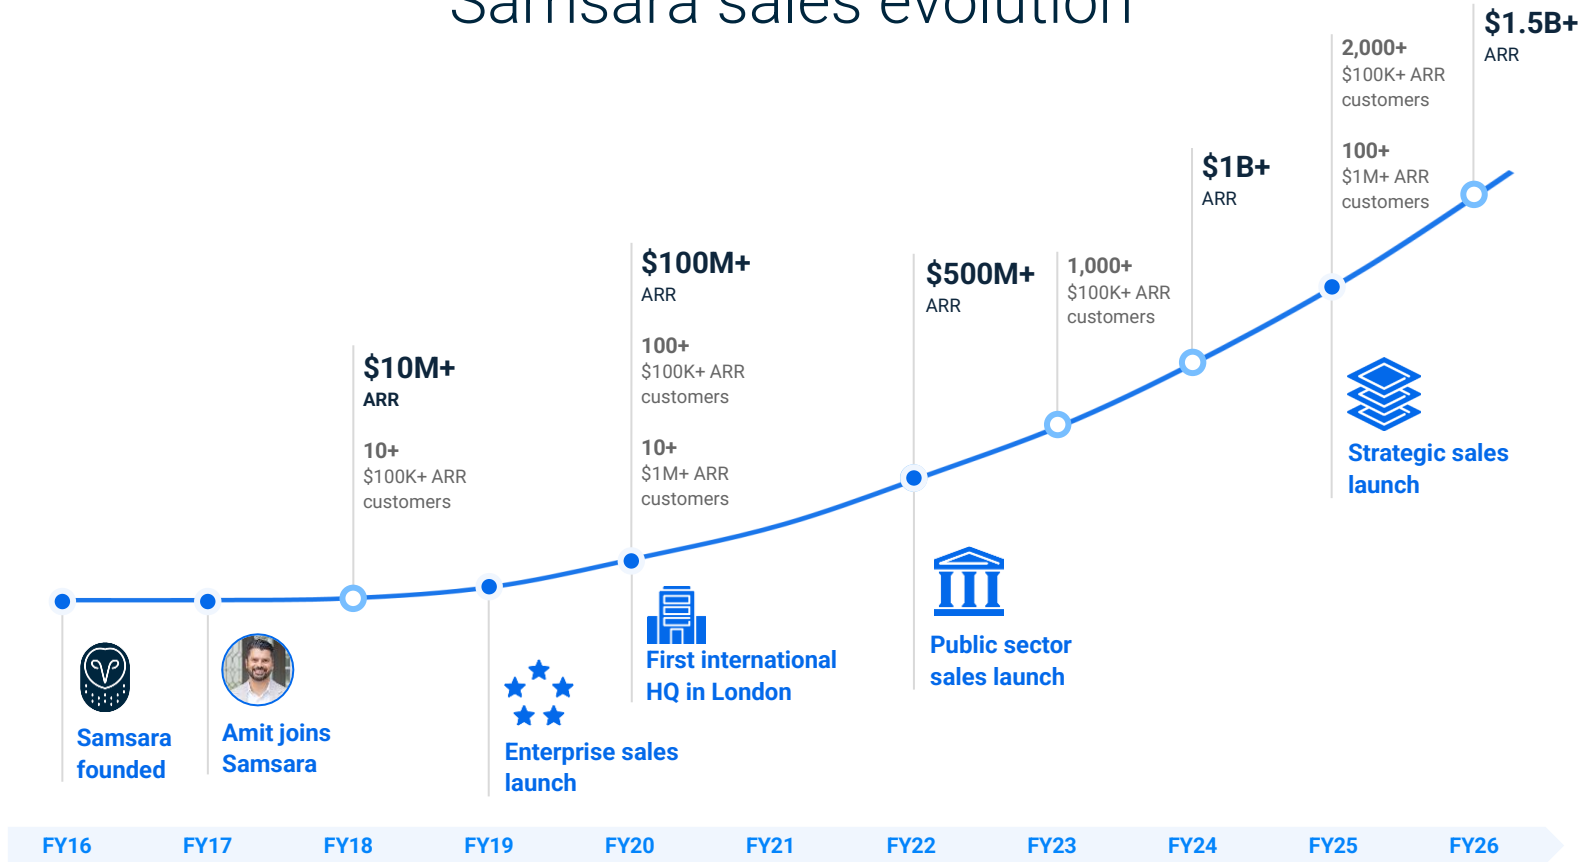 Samsara sales evolution
$10M+
ARR
10+
$100K+ ARR
customers
$100M+
ARR
100+
$100K+ ARR
customers
10+
$1M+ ARR
customers
$500M+
ARR
1,000+
$100K+ ARR
customers
$1B+
ARR
2,000+
$100K+ ARR
customers
100+
$1M+ ARR
customers
$1.5B+
ARR
Samsara
founded
Amit joins
Samsara
Enterprise sales
launch
First international
HQ in London
Public sector
sales launch
Strategic sales
launch
FY16
FY17
FY18
FY19
FY20
FY21
FY22
FY23
FY24
FY25
FY26